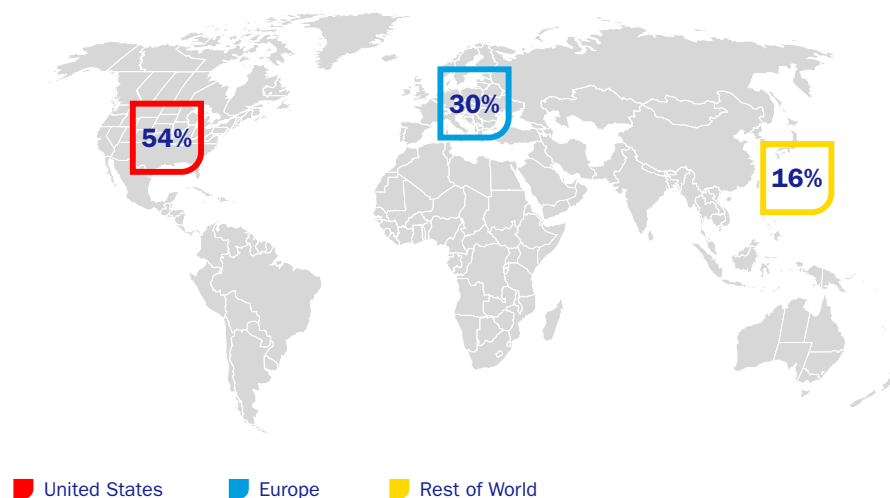 30%
54%
16%
United States
Europe
Rest of World